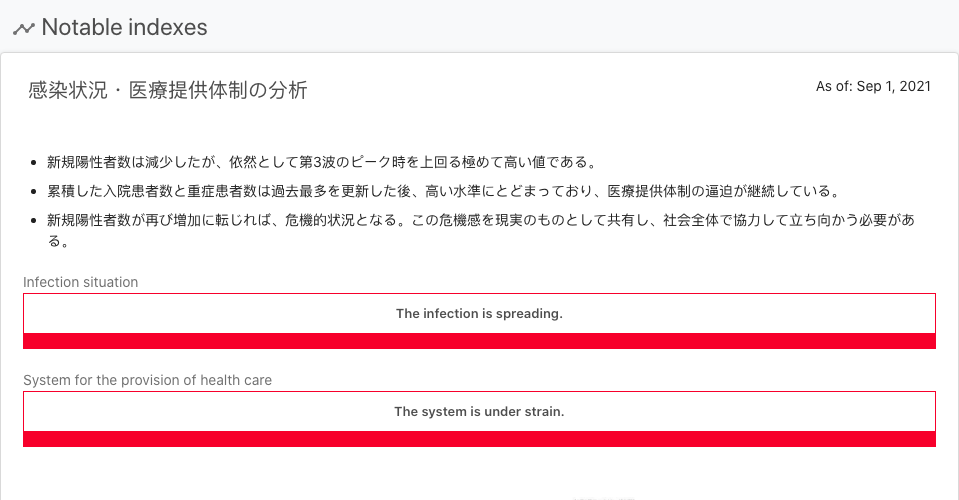 Notable indexes
感染状況・医療提供体制の分析
As of: Sep 1, 2021
新規陽性者数は減少したが、依然として第3波のピーク時を上回る極めて高い値である。
累積した入院患者数と重症患者数は過去最多を更新した後、高い水準にとどまっており、医療提供体制の逼迫が継続している。
新規陽性者数が再び増加に転じれば、危機的状況となる。この危機感を現実のものとして共有し、社会全体で協力して立ち向かう必要があ
る。
Infection situation
The infection is spreading.
System for the provision of health care
The system is under strain.